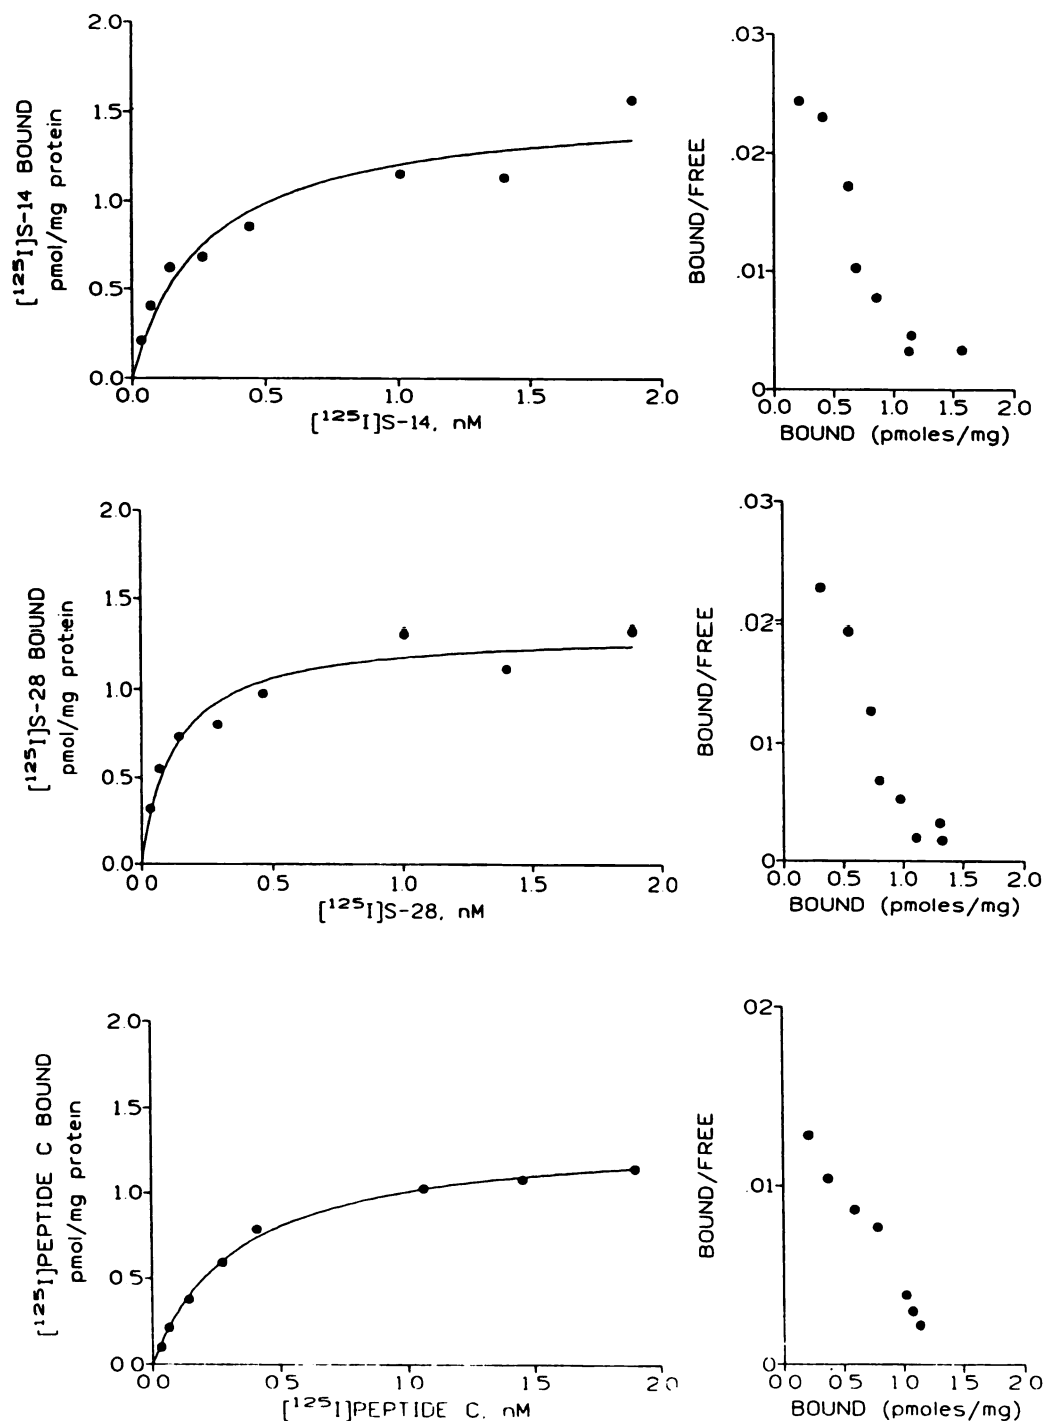 2.0
1.5
1.0
0.5
0.0
[¹²⁵I]S-14 BOUND
pmol/mg protein
0.0 0.5 1.0 1.5 2.0
[¹²⁵I]S-14, nM
.03
.02
.01
0
BOUND/FREE
0.0 0.5 1.0 1.5 2.0
BOUND (pmoles/mg)
2.0
1.5
1.0
0.5
0.0
[¹²⁵I]S-28 BOUND
pmol/mg protein
0.0 0.5 1.0 1.5 2.0
[¹²⁵I]S-28, nM
.03
.02
.01
0
BOUND/FREE
0.0 0.5 1.0 1.5 2.0
BOUND (pmoles/mg)
2.0
1.5
1.0
0.5
0.0
[¹²⁵I]PEPTIDE C BOUND
pmol/mg protein
0.0 0.5 1.0 1.5 2.0
[¹²⁵I]PEPTIDE C, nM
.02
.01
0
BOUND/FREE
0.0 0.5 1.0 1.5 2.0
BOUND (pmoles/mg)